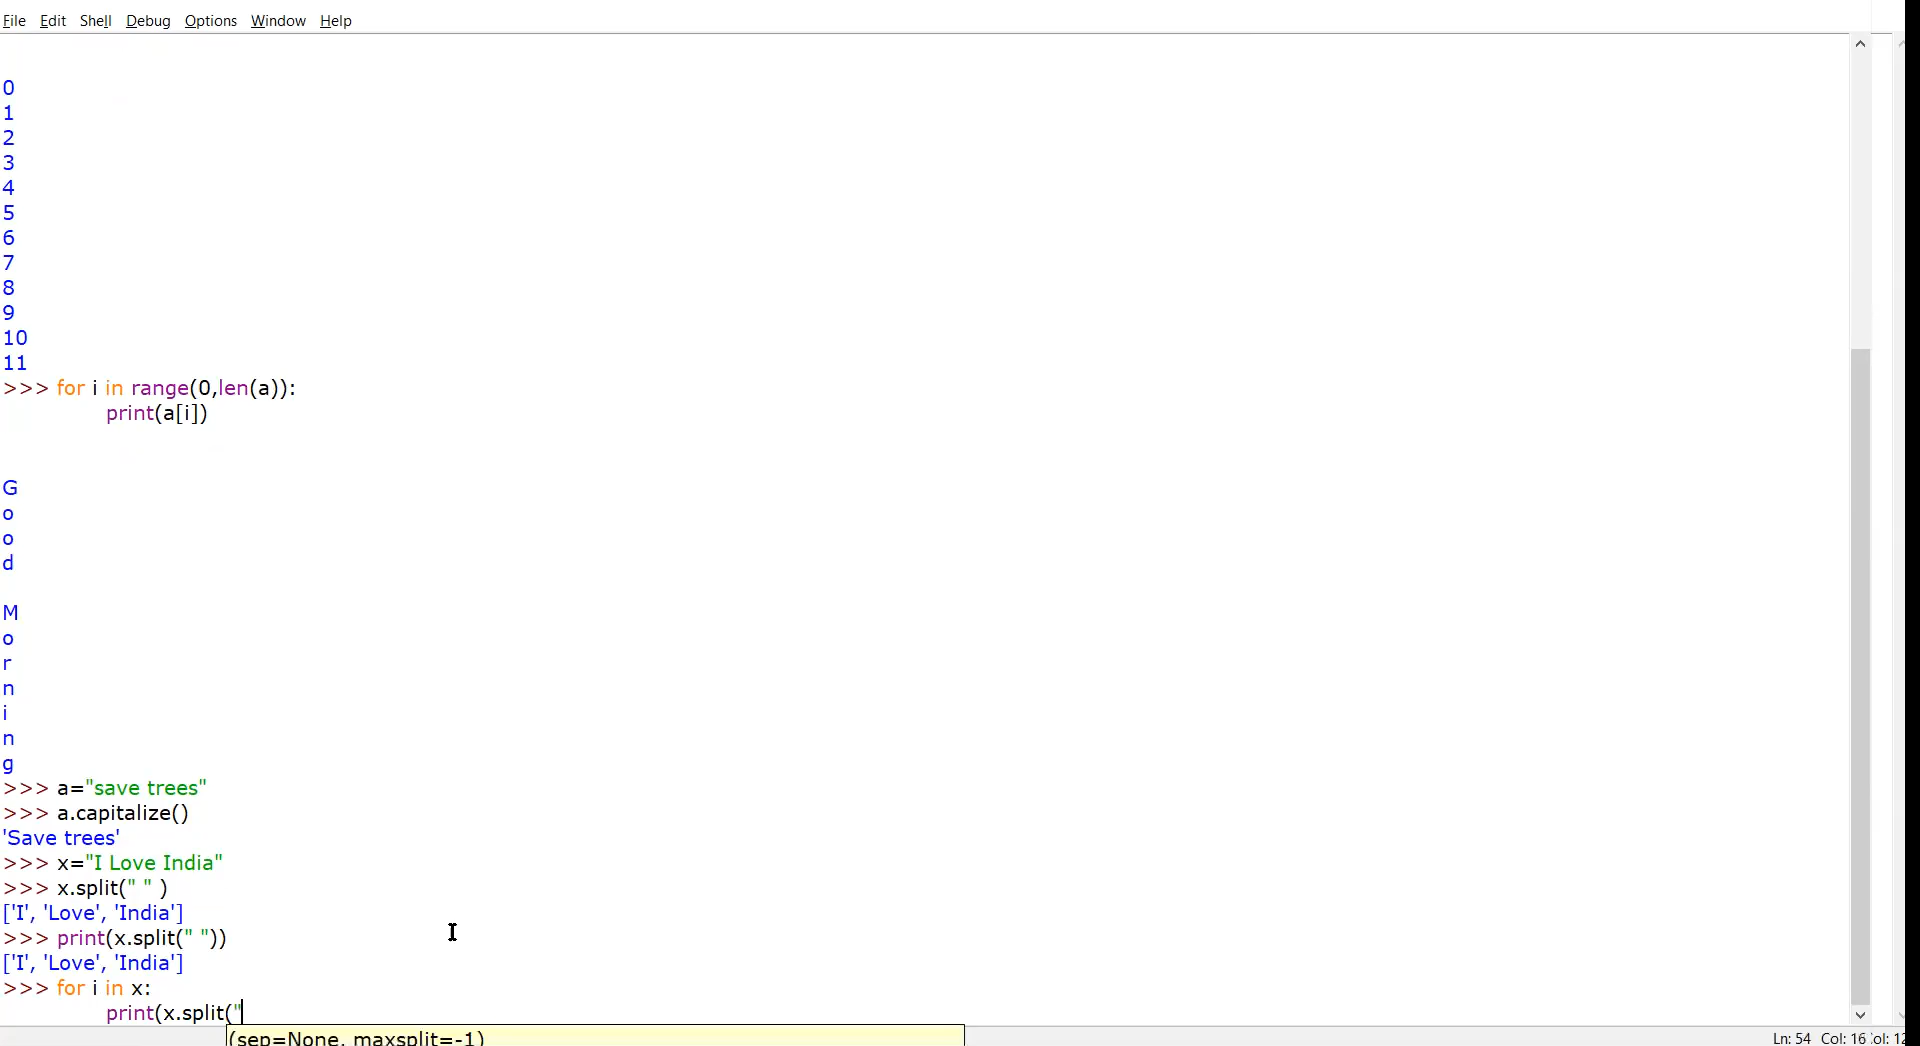 File Edit Shell Debug Options Window Help
0
1
2
3
4
5
6
7
8
9
10
11
>>> for i in range(0,len(a)):
print(a[i])
G
o
o
d
M
o
r
n
i
n
g
>>> a="save trees"
>>> a.capitalize()
'Save trees'
>>> x="I Love India"
>>> x.split(" " )
['I', 'Love', 'India']
>>> print(x.split(" "))
['I', 'Love', 'India']
>>> for i in x:
print(x.split("
(sep=None, maxsplit=-1)
Ln: 54 Col: 16